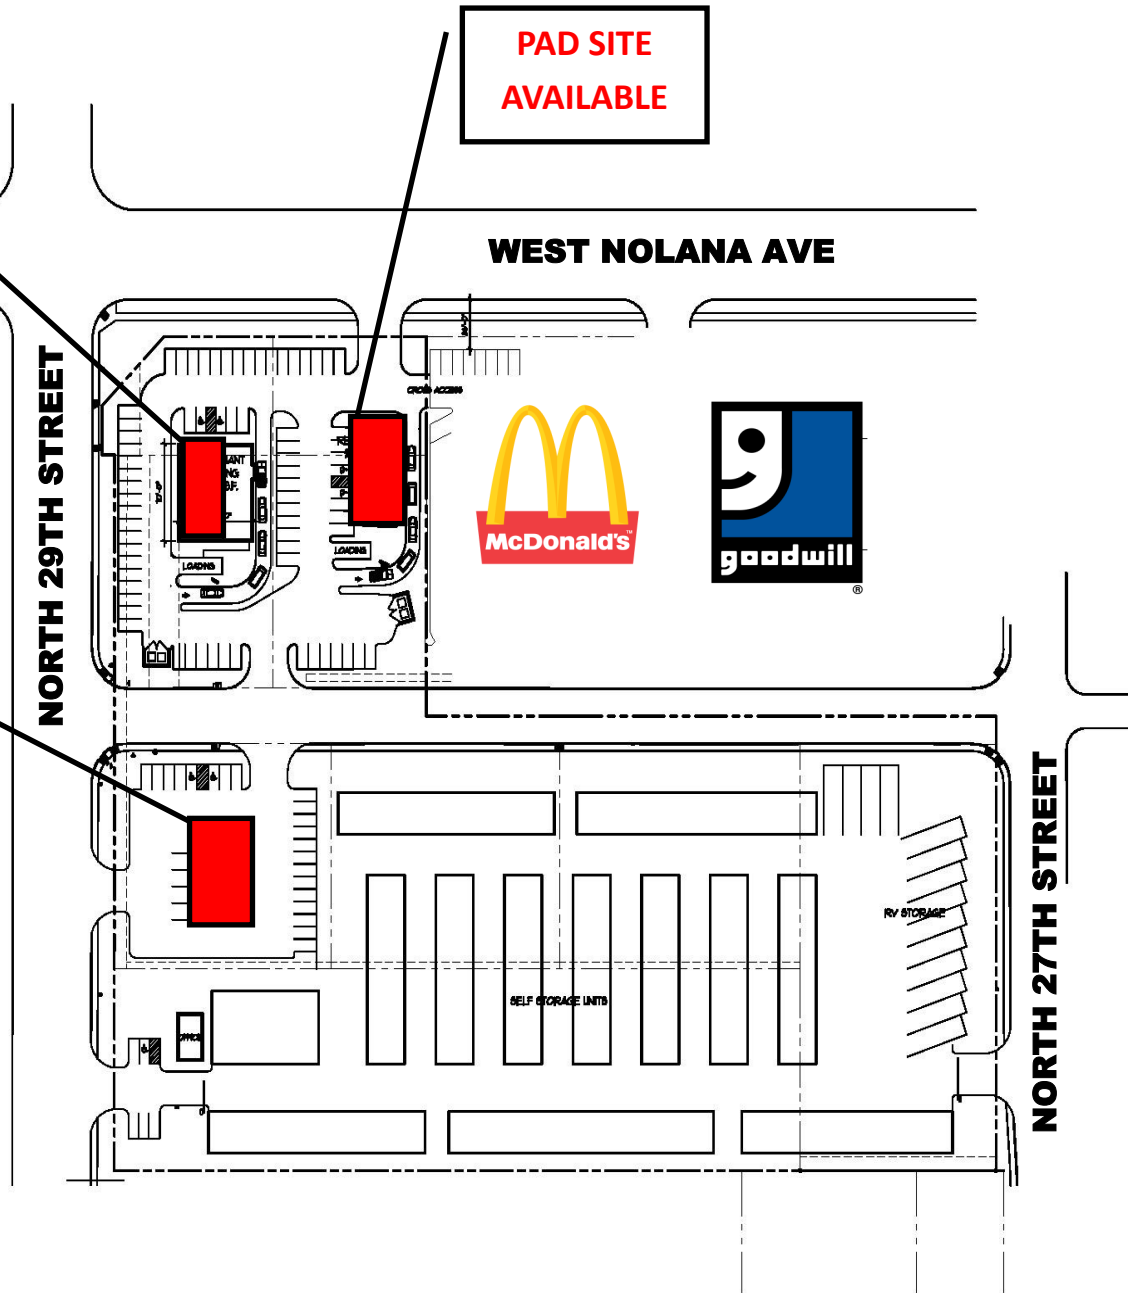 PAD SITE
AVAILABLE
WEST NOLANA AVE
NORTH 29TH STREET
CROSS ACCESS
McDonald's™
goodwill
®
LOADING
LOADING
NORTH 27TH STREET
RV STORAGE
SELF STORAGE UNITS
OFFICE